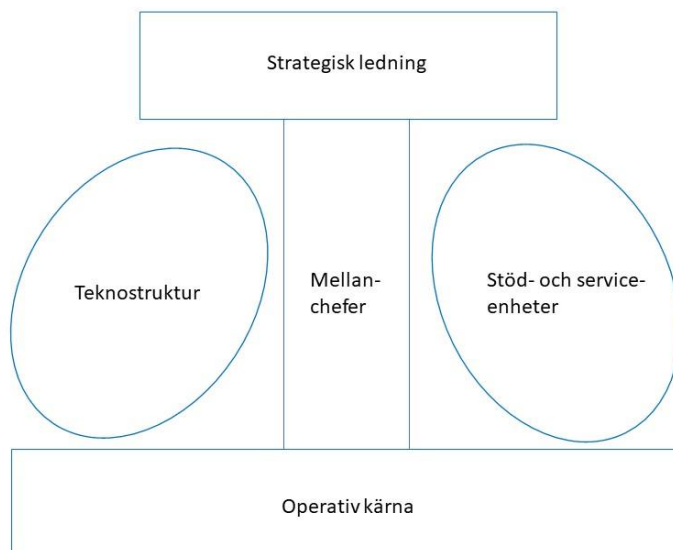 Strategisk ledning
Teknostruktur
Mellan-
chefer
Stöd- och service-
enheter
Operativ kärna